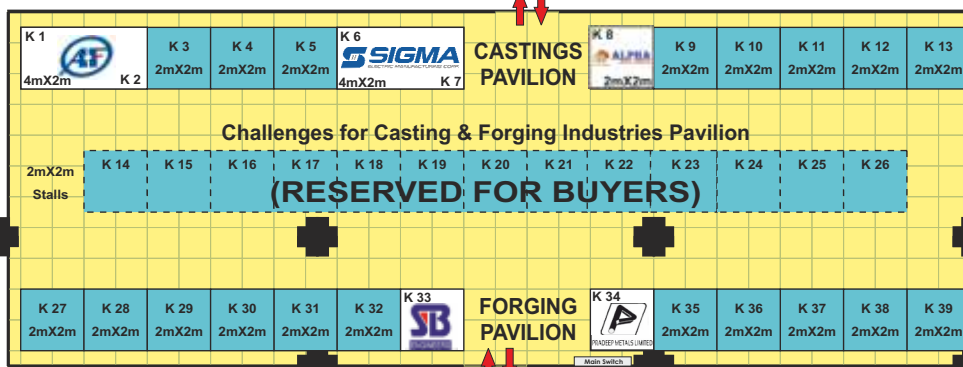 K 1
AF
4mX2m K 2
K 3
2mX2m
K 4
2mX2m
K 5
2mX2m
K 6
SIGMA
ELECTRIC MANUFACTURING CORP.
4mX2m K 7
CASTINGS
PAVILION
K 8
ALPHA
2mX2m
K 9
2mX2m
K 10
2mX2m
K 11
2mX2m
K 12
2mX2m
K 13
2mX2m
Challenges for Casting & Forging Industries Pavilion
2mX2m
Stalls
K 14 K 15 K 16 K 17 K 18 K 19 K 20 K 21 K 22 K 23 K 24 K 25 K 26
(RESERVED FOR BUYERS)
K 27
2mX2m
K 28
2mX2m
K 29
2mX2m
K 30
2mX2m
K 31
2mX2m
K 32
2mX2m
K 33
SB
ENGINEERS
FORGING
PAVILION
K 34
P
PRADEEP METALS LIMITED
K 35
2mX2m
K 36
2mX2m
K 37
2mX2m
K 38
2mX2m
K 39
2mX2m
Main Switch